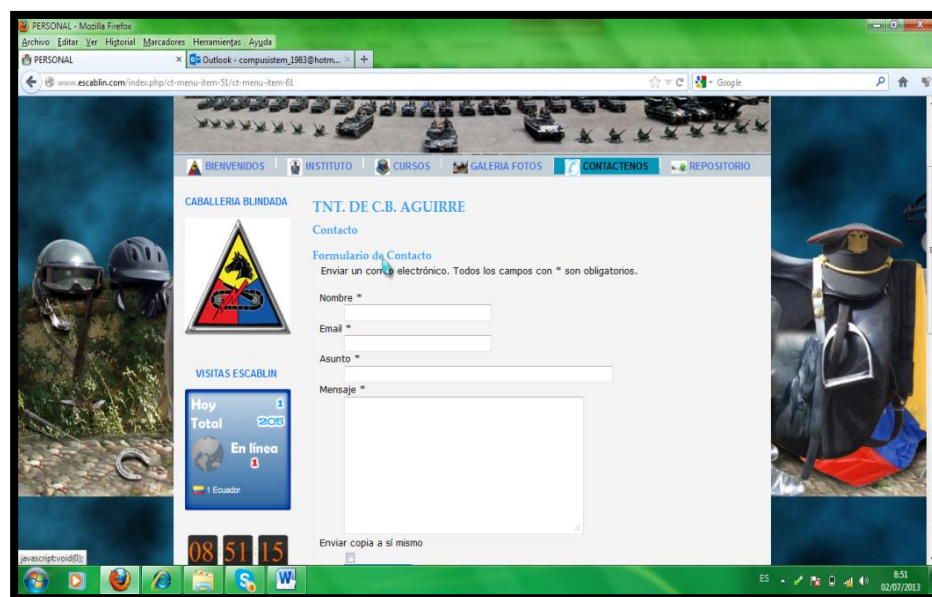 PERSONAL - Mozilla Firefox
Archivo Editar Ver Historial Marcadores Herramientas Ayuda
PERSONAL × Outlook - compusistem_1983@hotm... × +
www.escablin.com/index.php/ct-menu-item-51/ct-menu-item-61 Google
BIENVENIDOS INSTITUTO CURSOS GALERIA FOTOS CONTACTENOS REPOSITORIO
CABALLERIA BLINDADA
TNT. DE C.B. AGUIRRE
Contacto
Formulario de Contacto
Enviar un correo electrónico. Todos los campos con * son obligatorios.
Nombre *
Email *
Asunto *
Mensaje *
VISITAS ESCABLIN
Hoy 1
Total 205
En línea
1
1 Ecuador
08 51 15
Enviar copia a sí mismo
javascript:void(0);
ES 8:51
02/07/2013